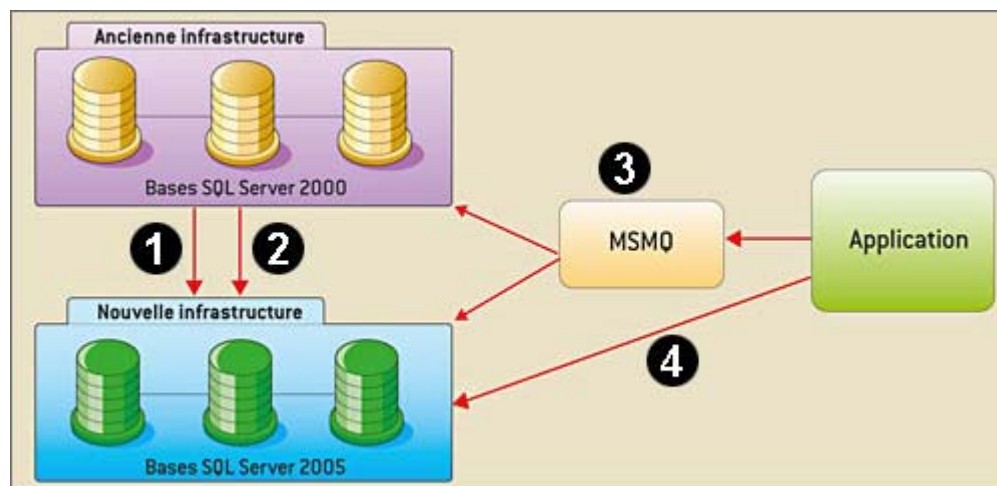 Ancienne infrastructure
Bases SQL Server 2000
1
2
3
MSMQ
Application
Nouvelle infrastructure
4
Bases SQL Server 2005